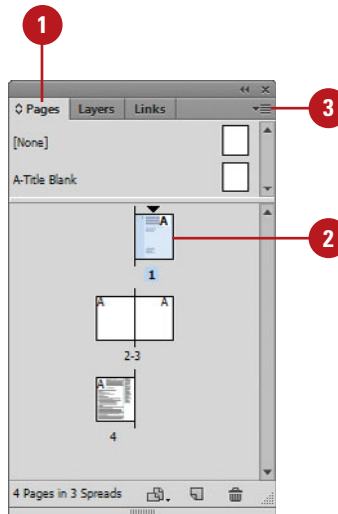 1
Pages Layers Links
3
[None]
A-Title Blank
A
2
1
A A
2-3
A
4
4 Pages in 3 Spreads